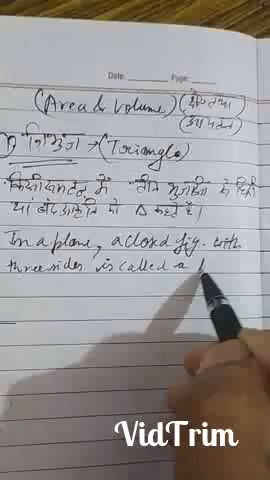 Date: Page:
(Area & Volume) (क्षेत्र तथा
आयतन)
1) त्रिभुज → (Triangle)
किसी समतल में तीन भुजाओं से घिरी
बंद आकृति को Δ कहते हैं।
In a plane, a closed fig. with
three sides is called a
VidTrim